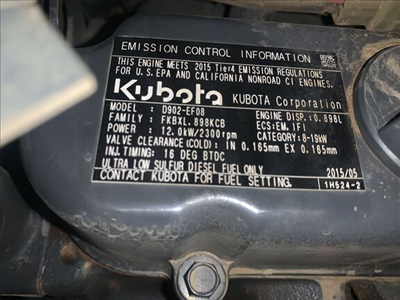 EMISSION CONTROL INFORMATION
THIS ENGINE MEETS 2015 Tier4 EMISSION REGULATIONS
FOR U.S. EPA AND CALIFORNIA NONROAD CI ENGINES.
Kubota KUBOTA Corporation
MODEL : D902-EF08 ENGINE DISP.:0.898L
FAMILY : FKBXL.898KCB ECS:EM.IFI
POWER : 12.0kW/2300rpm CATEGORY:8-19kW
VALVE CLEARANCE(COLD): IN 0.165mm EX 0.165mm
INJ. TIMING: 16 DEG BTDC
ULTRA LOW SULFUR DIESEL FUEL ONLY 2015/05
CONTACT KUBOTA FOR FUEL SETTING. 1H524-2